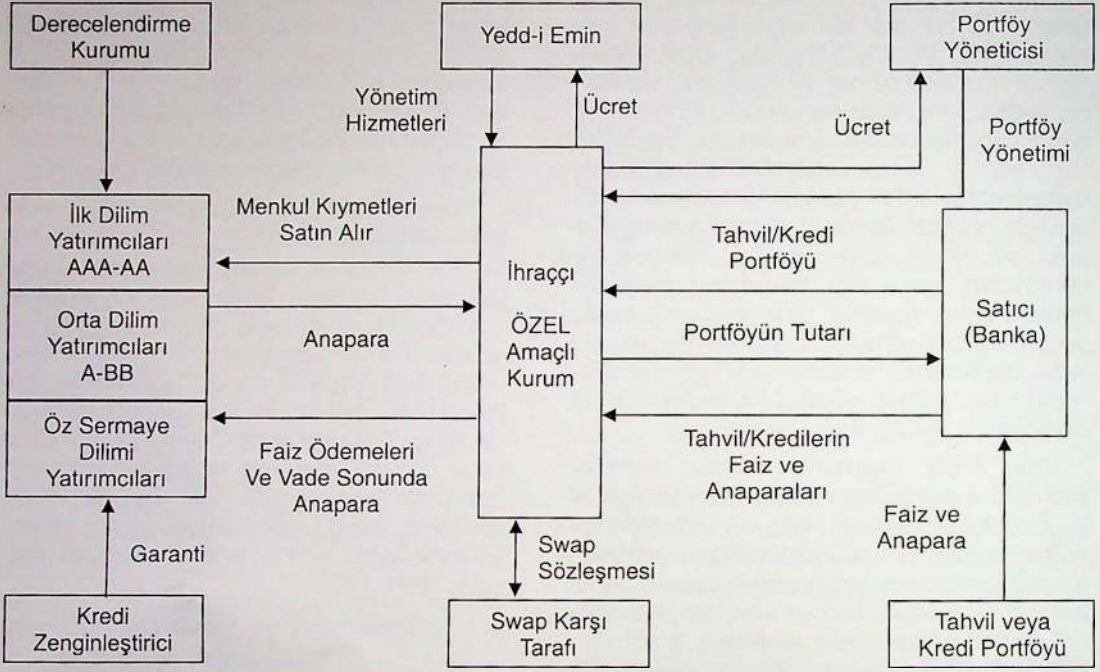 Derecelendirme
Kurumu
Yedd-i Emin
Portföy
Yöneticisi
Yönetim
Hizmetleri
Ücret
Ücret
Portföy
Yönetimi
İlk Dilim
Yatırımcıları
AAA-AA
Orta Dilim
Yatırımcıları
A-BB
Öz Sermaye
Dilimi
Yatırımcıları
Menkul Kıymetleri
Satın Alır
Anapara
Faiz Ödemeleri
Ve Vade Sonunda
Anapara
İhraççı
ÖZEL
Amaçlı
Kurum
Tahvil/Kredi
Portföyü
Portföyün Tutarı
Tahvil/Kredilerin
Faiz ve
Anaparaları
Satıcı
(Banka)
Garanti
Swap
Sözleşmesi
Faiz ve
Anapara
Kredi
Zenginleştirici
Swap Karşı
Tarafı
Tahvil veya
Kredi Portföyü